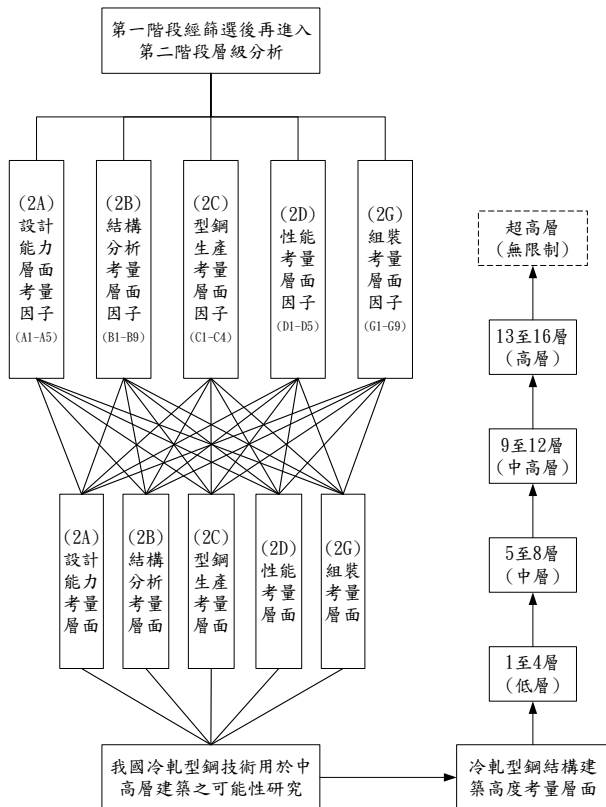 第一階段經篩選後再進入
第二階段層級分析
(2A)
設計
能力
層面
考量
因子
(A1-A5)
(2B)
結構
分析
考量
層面
因子
(B1-B9)
(2C)
型鋼
生產
考量
層面
因子
(C1-C4)
(2D)
性能
考量
層面
因子
(D1-D5)
(2G)
組裝
考量
層面
因子
(G1-G9)
(2A)
設計
能力
考量
層面
(2B)
結構
分析
考量
層面
(2C)
型鋼
生產
考量
層面
(2D)
性能
考量
層面
(2G)
組裝
考量
層面
我國冷軋型鋼技術用於中
高層建築之可能性研究
超高層
(無限制)
13至16層
(高層)
9至12層
(中高層)
5至8層
(中層)
1至4層
(低層)
冷軋型鋼結構建
築高度考量層面